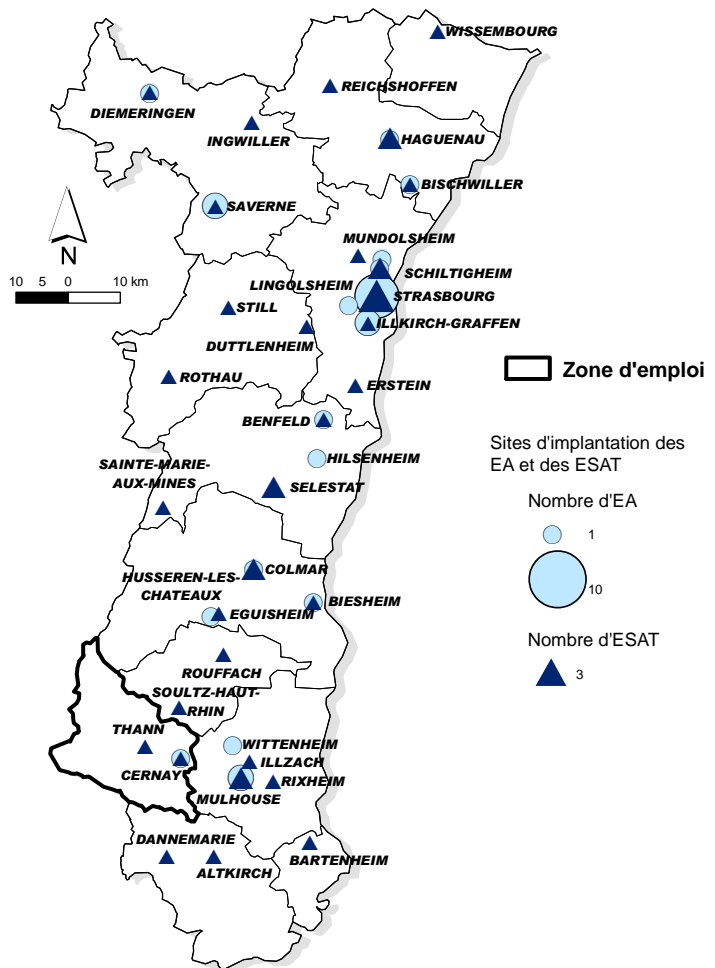 WISSEMBOURG
REICHSHOFFEN
DIEMERINGEN
INGWILLER
HAGUENAU
BISCHWILLER
SAVERNE
N
10 5 0 10 km
MUNDOLSHEIM
SCHILTIGHEIM
LINGOLSHEIM
STRASBOURG
STILL
ILLKIRCH-GRAFFEN
DUTTLENHEIM
Zone d'emploi
ROTHAU
ERSTEIN
BENFELD
Sites d'implantation des
EA et des ESAT
HILSENHEIM
SAINTE-MARIE-
AUX-MINES
SELESTAT
Nombre d'EA
1
10
COLMAR
HUSSEREN-LES-
CHATEAUX
BIESHEIM
EGUISHEIM
Nombre d'ESAT
3
ROUFFACH
SOULTZ-HAUT-
RHIN
THANN
CERNAY
WITTENHEIM
ILLZACH
RIXHEIM
MULHOUSE
DANNEMARIE
ALTKIRCH
BARTENHEIM